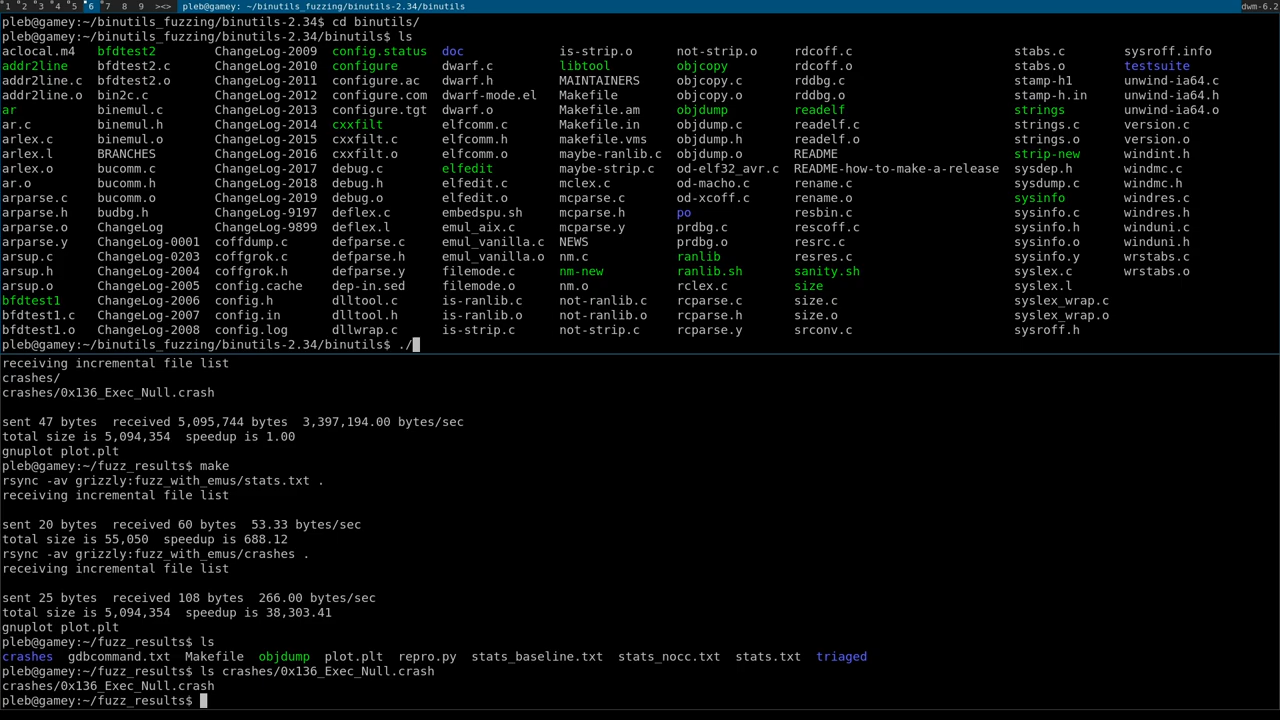 1 2 3 4 5 6 7 8 9 ><> pleb@gamey: ~/binutils_fuzzing/binutils-2.34/binutils dwm-6.2
pleb@gamey:~/binutils_fuzzing/binutils-2.34$ cd binutils/
pleb@gamey:~/binutils_fuzzing/binutils-2.34/binutils$ ls
aclocal.m4 bfdtest2 ChangeLog-2009 config.status doc is-strip.o not-strip.o rdcoff.c stabs.c sysroff.info
addr2line bfdtest2.c ChangeLog-2010 configure dwarf.c libtool objcopy rdcoff.o stabs.o testsuite
addr2line.c bfdtest2.o ChangeLog-2011 configure.ac dwarf.h MAINTAINERS objcopy.c rddbg.c stamp-h1 unwind-ia64.c
addr2line.o bin2c.c ChangeLog-2012 configure.com dwarf-mode.el Makefile objcopy.o rddbg.o stamp-h.in unwind-ia64.h
ar binemul.c ChangeLog-2013 configure.tgt dwarf.o Makefile.am objdump readelf strings unwind-ia64.o
ar.c binemul.h ChangeLog-2014 cxxfilt elfcomm.c Makefile.in objdump.c readelf.c strings.c version.c
arlex.c binemul.o ChangeLog-2015 cxxfilt.c elfcomm.h makefile.vms objdump.h readelf.o strings.o version.o
arlex.l BRANCHES ChangeLog-2016 cxxfilt.o elfcomm.o maybe-ranlib.c objdump.o README strip-new windint.h
arlex.o bucomm.c ChangeLog-2017 debug.c elfedit maybe-strip.c od-elf32_avr.c README-how-to-make-a-release sysdep.h windmc.c
ar.o bucomm.h ChangeLog-2018 debug.h elfedit.c mclex.c od-macho.c rename.c sysdump.c windmc.h
arparse.c bucomm.o ChangeLog-2019 debug.o elfedit.o mcparse.c od-xcoff.c rename.o sysinfo windres.c
arparse.h budbg.h ChangeLog-9197 deflex.c embedspu.sh mcparse.h po resbin.c sysinfo.c windres.h
arparse.o ChangeLog ChangeLog-9899 deflex.l emul_aix.c mcparse.y prdbg.c rescoff.c sysinfo.h winduni.c
arparse.y ChangeLog-0001 coffdump.c defparse.c emul_vanilla.c NEWS prdbg.o resrc.c sysinfo.o winduni.h
arsup.c ChangeLog-0203 coffgrok.c defparse.h emul_vanilla.o nm.c ranlib resres.c sysinfo.y wrstabs.c
arsup.h ChangeLog-2004 coffgrok.h defparse.y filemode.c nm-new ranlib.sh sanity.sh syslex.c wrstabs.o
arsup.o ChangeLog-2005 config.cache dep-in.sed filemode.o nm.o rclex.c size syslex.l
bfdtest1 ChangeLog-2006 config.h dlltool.c is-ranlib.c not-ranlib.c rcparse.c size.c syslex_wrap.c
bfdtest1.c ChangeLog-2007 config.in dlltool.h is-ranlib.o not-ranlib.o rcparse.h size.o syslex_wrap.o
bfdtest1.o ChangeLog-2008 config.log dllwrap.c is-strip.c not-strip.c rcparse.y srconv.c sysroff.h
pleb@gamey:~/binutils_fuzzing/binutils-2.34/binutils$ ./
receiving incremental file list
crashes/
crashes/0x136_Exec_Null.crash

sent 47 bytes received 5,095,744 bytes 3,397,194.00 bytes/sec
total size is 5,094,354 speedup is 1.00
gnuplot plot.plt
pleb@gamey:~/fuzz_results$ make
rsync -av grizzly:fuzz_with_emus/stats.txt .
receiving incremental file list

sent 20 bytes received 60 bytes 53.33 bytes/sec
total size is 55,050 speedup is 688.12
rsync -av grizzly:fuzz_with_emus/crashes .
receiving incremental file list

sent 25 bytes received 108 bytes 266.00 bytes/sec
total size is 5,094,354 speedup is 38,303.41
gnuplot plot.plt
pleb@gamey:~/fuzz_results$ ls
crashes gdbcommand.txt Makefile objdump plot.plt repro.py stats_baseline.txt stats_nocc.txt stats.txt triaged
pleb@gamey:~/fuzz_results$ ls crashes/0x136_Exec_Null.crash
crashes/0x136_Exec_Null.crash
pleb@gamey:~/fuzz_results$